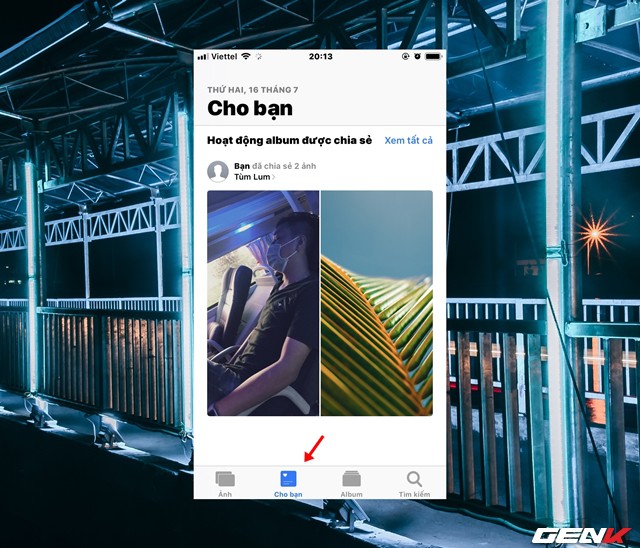 Viettel
20:13
THỨ HAI, 16 THÁNG 7
Cho bạn
Hoạt động album được chia sẻ Xem tất cả
Bạn đã chia sẻ 2 ảnh
Tùm Lum
Ảnh Cho bạn Album Tìm kiếm
GENK